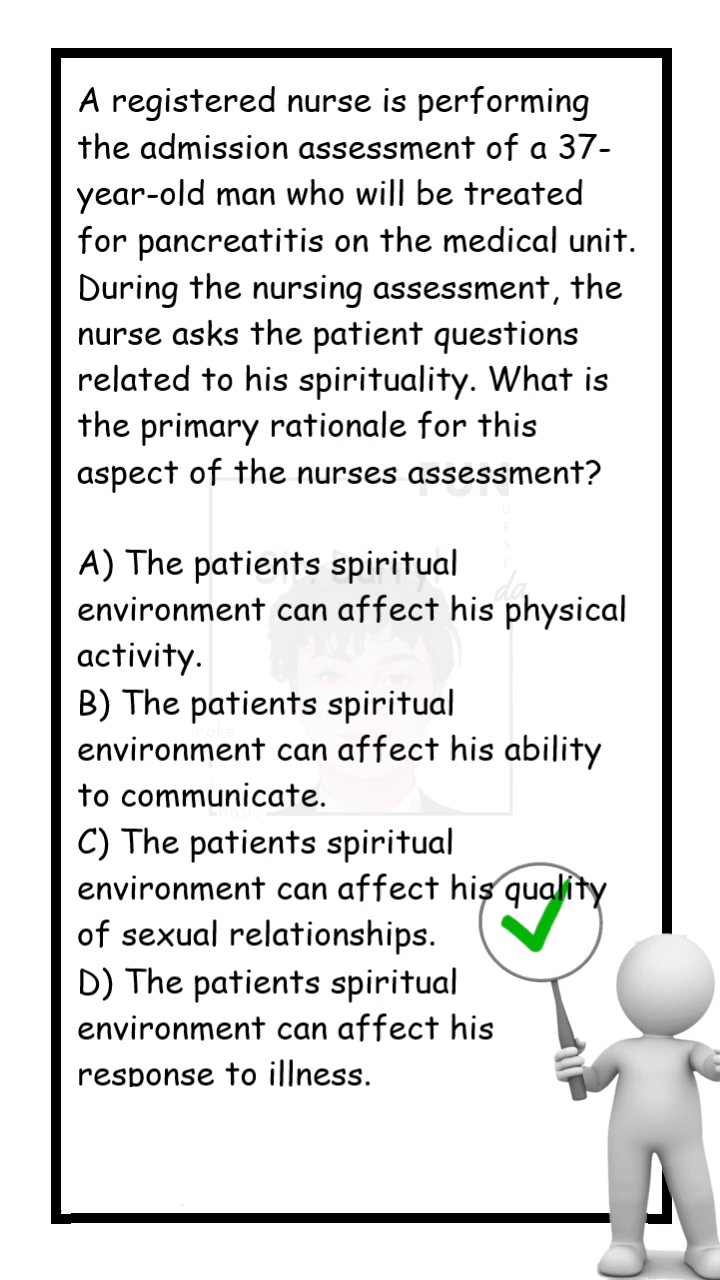 A registered nurse is performing
the admission assessment of a 37-
year-old man who will be treated
for pancreatitis on the medical unit.
During the nursing assessment, the
nurse asks the patient questions
related to his spirituality. What is
the primary rationale for this
aspect of the nurses assessment?
A) The patients spiritual
environment can affect his physical
activity.
B) The patients spiritual
environment can affect his ability
to communicate.
C) The patients spiritual
environment can affect his quality
of sexual relationships.
D) The patients spiritual
environment can affect his
response to illness.